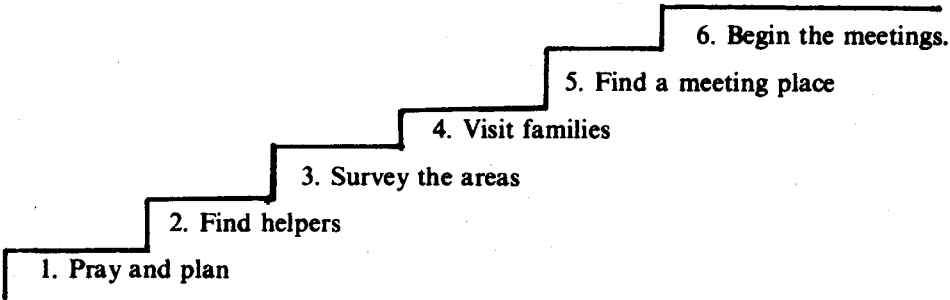 6. Begin the meetings.
5. Find a meeting place
4. Visit families
3. Survey the areas
2. Find helpers
1. Pray and plan